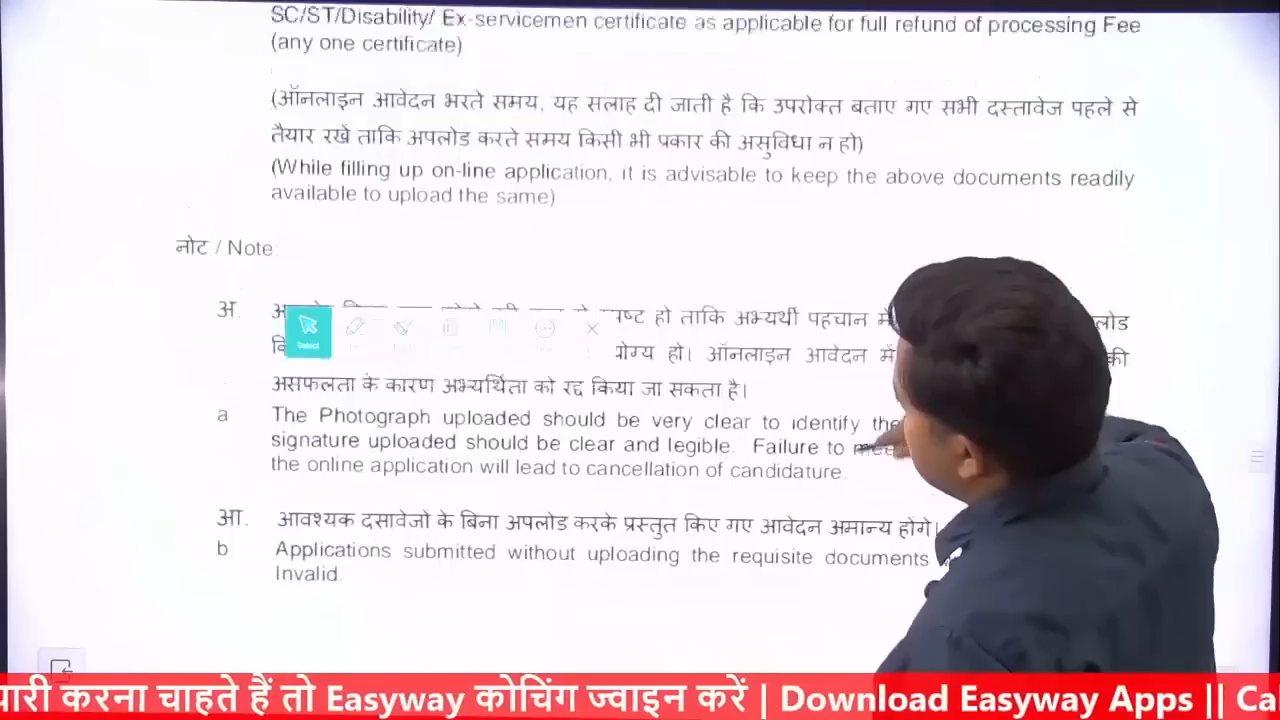 SC/ST/Disability/ Ex-servicemen certificate as applicable for full refund of processing Fee
(any one certificate)
(ऑनलाइन आवेदन भरते समय, यह सलाह दी जाती है कि उपरोक्त बताए गए सभी दस्तावेज पहले से
तैयार रखें ताकि अपलोड करते समय किसी भी प्रकार की असुविधा न हो)
(While filling up on-line application, it is advisable to keep the above documents readily
available to upload the same)
नोट / Note
अ. ष्ट हो ताकि अभ्यर्थी पहचान में लोड
Select
योग्य हो। ऑनलाइन आवेदन में की
असफलता के कारण अभ्यर्थिता को रद्द किया जा सकता है।
a The Photograph uploaded should be very clear to identify the
signature uploaded should be clear and legible. Failure to
the online application will lead to cancellation of candidature.
आ. आवश्यक दसावेजों के बिना अपलोड करके प्रस्तुत किए गए आवेदन अमान्य होंगे।
b Applications submitted without uploading the requisite documents
Invalid.
यारी करना चाहते हैं तो Easyway कोचिंग ज्वाइन करें | Download Easyway Apps || Ca